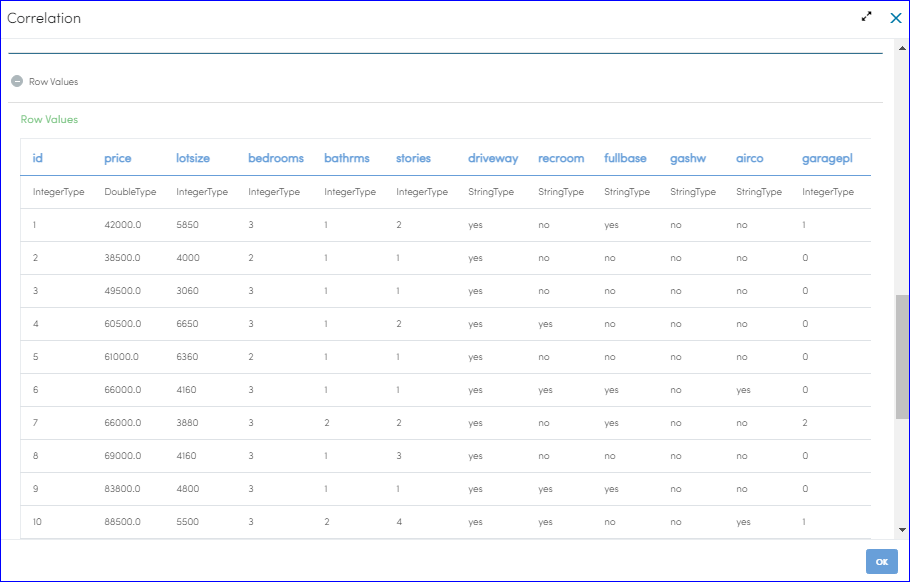 Correlation
Row Values
Row Values
id price lotsize bedrooms bathrms stories driveway recroom fullbase gashw airco garagepl
IntegerType DoubleType IntegerType IntegerType IntegerType IntegerType StringType StringType StringType StringType StringType IntegerType
1 42000.0 5850 3 1 2 yes no yes no no 1
2 38500.0 4000 2 1 1 yes no no no no 0
3 49500.0 3060 3 1 1 yes no no no no 0
4 60500.0 6650 3 1 2 yes yes no no no 0
5 61000.0 6360 2 1 1 yes no no no no 0
6 66000.0 4160 3 1 1 yes yes yes no yes 0
7 66000.0 3880 3 2 2 yes no yes no no 2
8 69000.0 4160 3 1 3 yes no no no no 0
9 83800.0 4800 3 1 1 yes yes yes no no 0
10 88500.0 5500 3 2 4 yes yes no no yes 1
OK